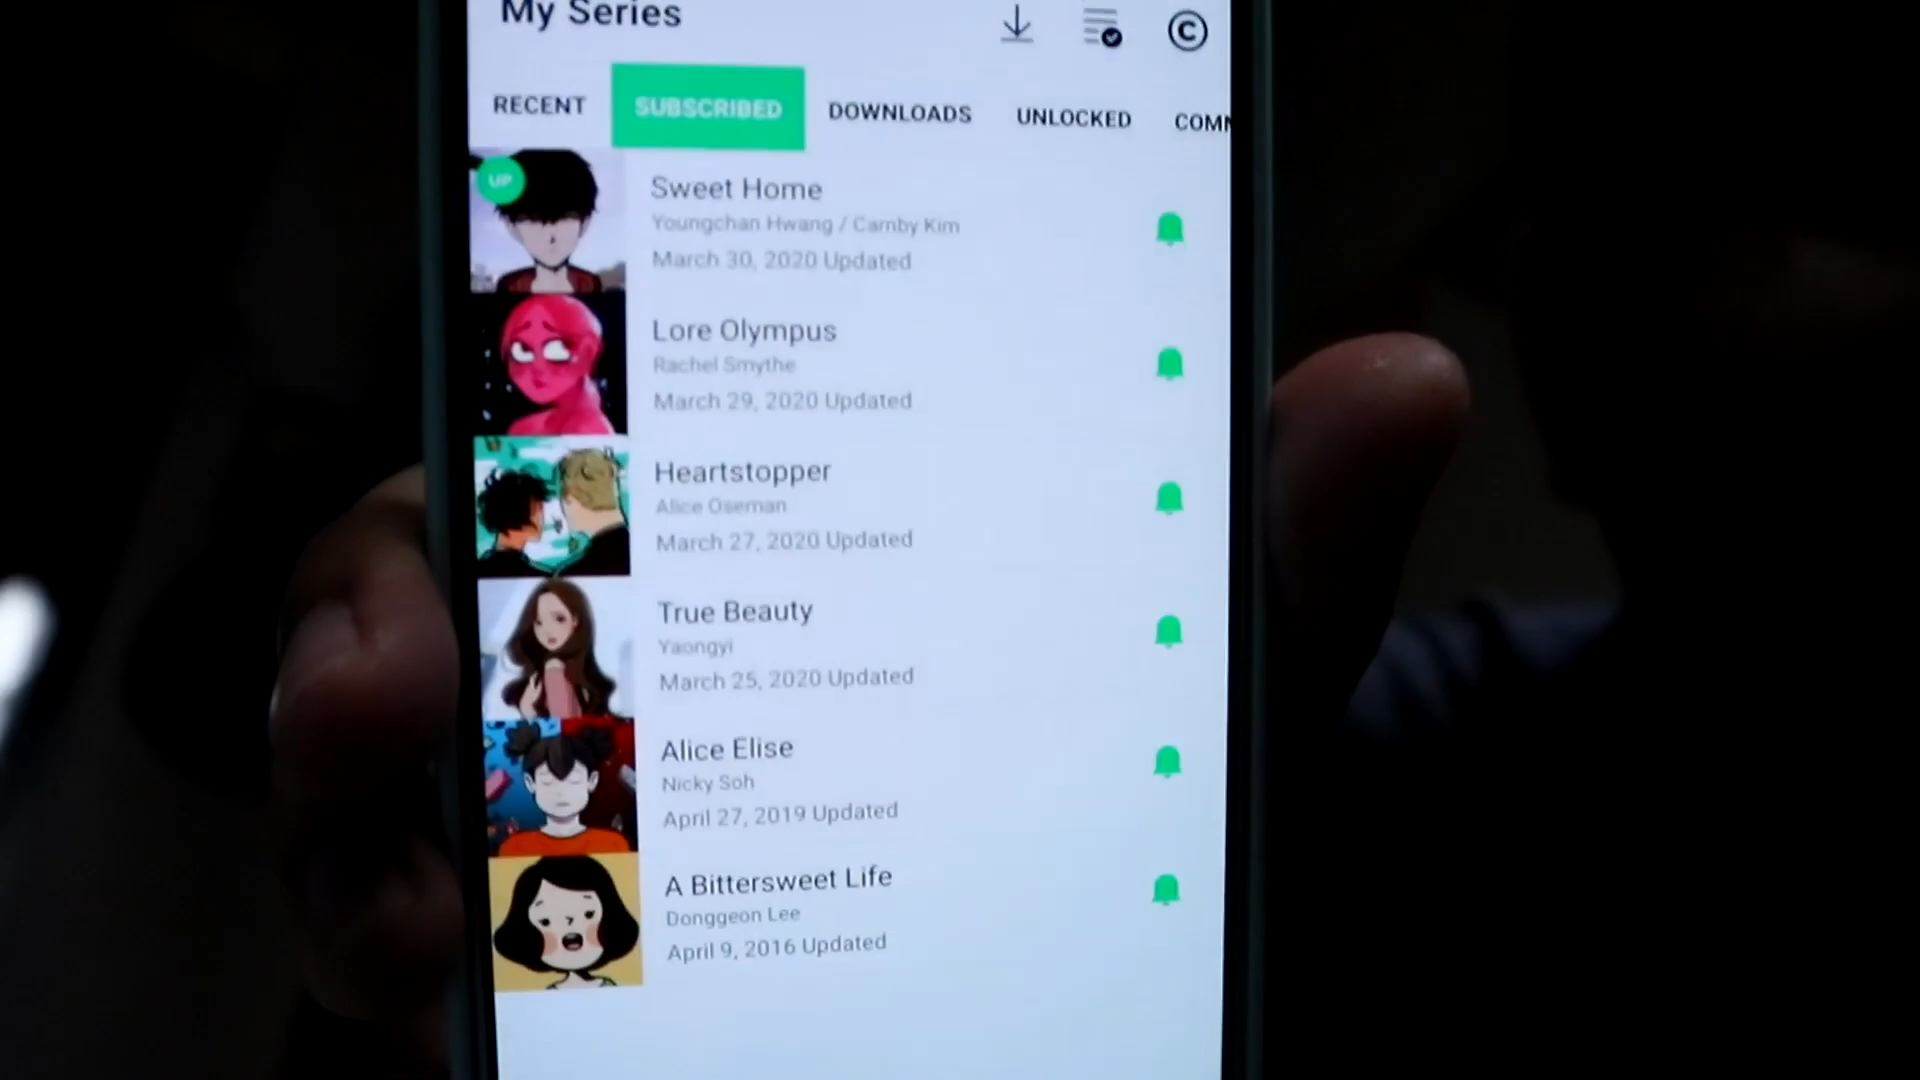 My Series
RECENT SUBSCRIBED DOWNLOADS UNLOCKED COMM
UP
Sweet Home
Youngchan Hwang / Carnby Kim
March 30, 2020 Updated
Lore Olympus
Rachel Smythe
March 29, 2020 Updated
Heartstopper
Alice Oseman
March 27, 2020 Updated
True Beauty
Yaongyi
March 25, 2020 Updated
Alice Elise
Nicky Soh
April 27, 2019 Updated
A Bittersweet Life
Donggeon Lee
April 9, 2016 Updated